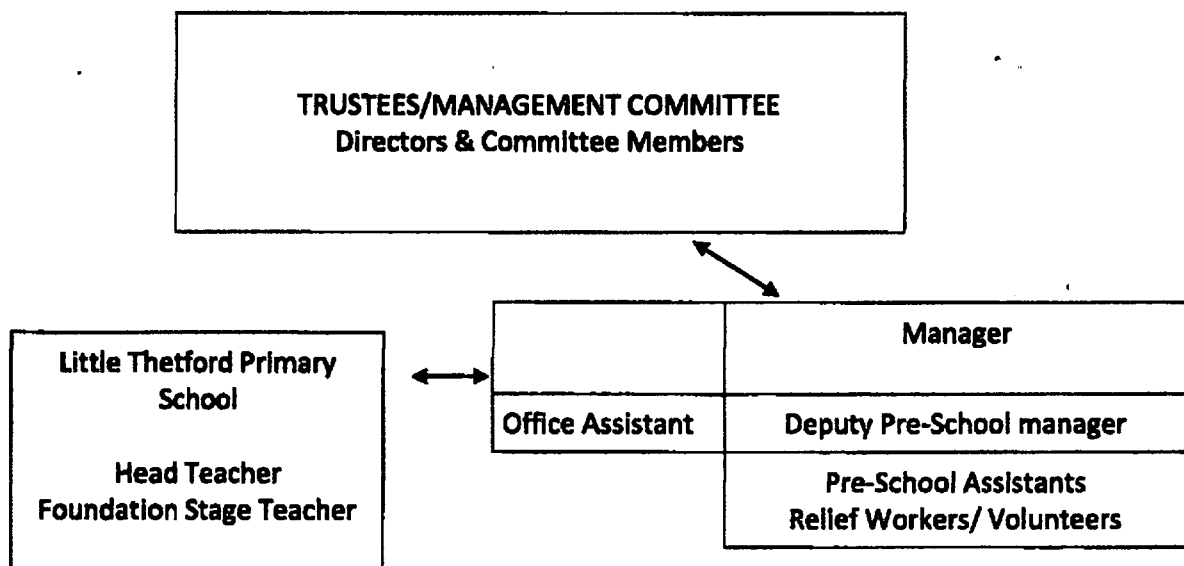 TRUSTEES/MANAGEMENT COMMITTEE
Directors & Committee Members
Manager
Little Thetford Primary
School
Office Assistant
Deputy Pre-School manager
Head Teacher
Foundation Stage Teacher
Pre-School Assistants
Relief Workers/ Volunteers